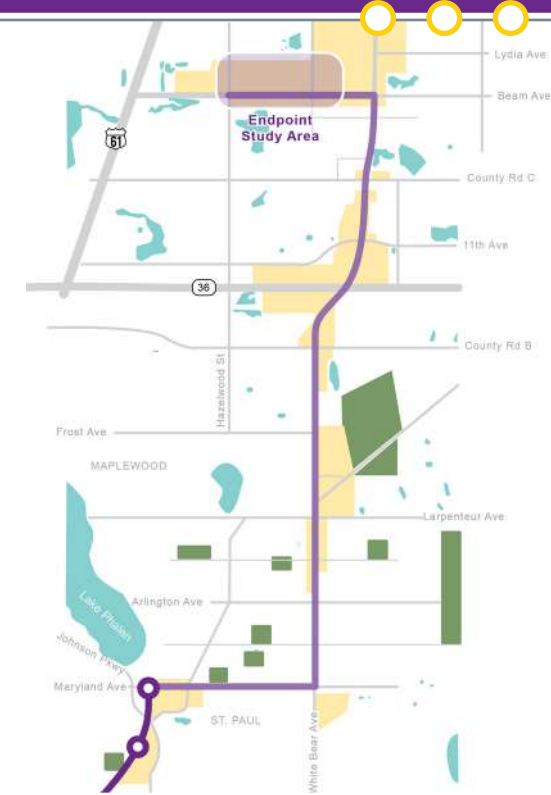 Lydia Ave
Beam Ave
Endpoint
Study Area
61
County Rd C
11th Ave
36
County Rd B
Hazelwood St
Frost Ave
MAPLEWOOD
Larpenteur Ave
Lake Phalen
Arlington Ave
Johnson Pkwy
Maryland Ave
ST. PAUL
White Bear Ave